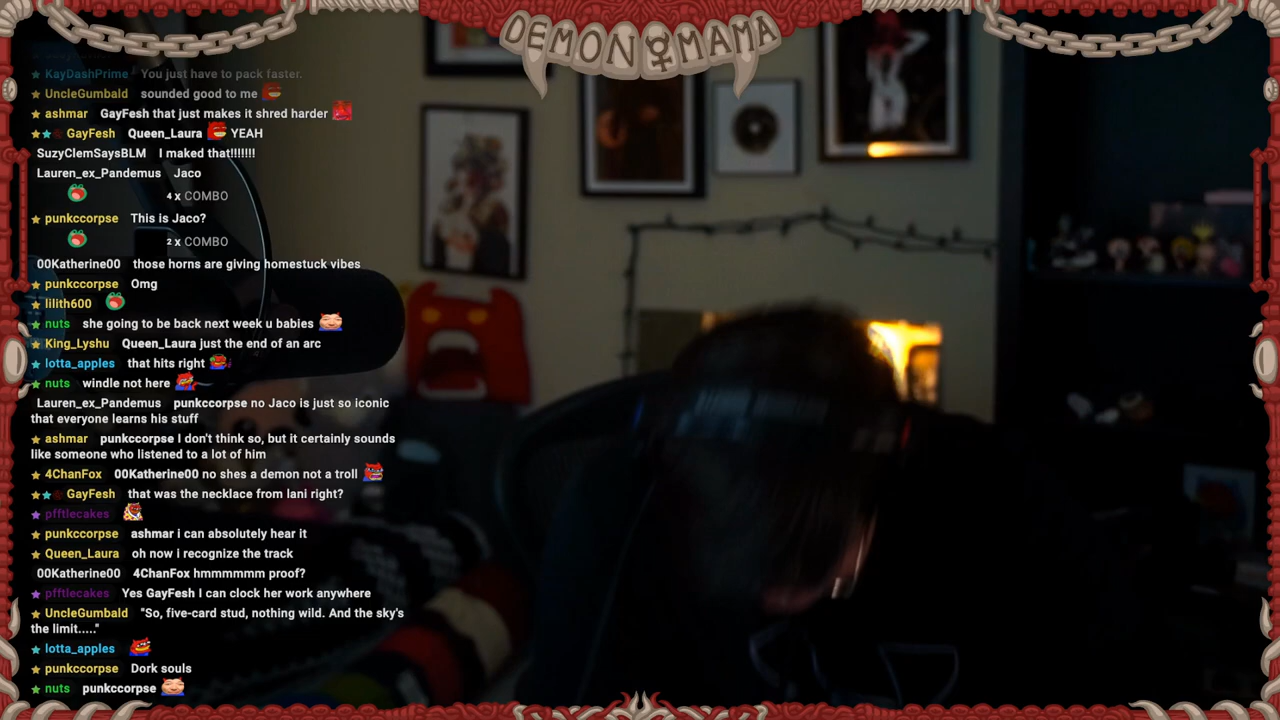 DEMON MAMA
KayDashPrime You just have to pack faster.
UncleGumbald sounded good to me
ashmar GayFesh that just makes it shred harder
GayFesh Queen_Laura YEAH
SuzyClemSaysBLM I maked that!!!!!!!
Lauren_ex_Pandemus Jaco
4 x COMBO
punkccorpse This is Jaco?
2 x COMBO
00Katherine00 those horns are giving homestuck vibes
punkccorpse Omg
lilith600
nuts she going to be back next week u babies
King_Lyshu Queen_Laura just the end of an arc
lotta_apples that hits right
nuts windle not here
Lauren_ex_Pandemus punkccorpse no Jaco is just so iconic
that everyone learns his stuff
ashmar punkccorpse I don't think so, but it certainly sounds
like someone who listened to a lot of him
4ChanFox 00Katherine00 no shes a demon not a troll
GayFesh that was the necklace from lani right?
pfftlecakes
punkccorpse ashmar i can absolutely hear it
Queen_Laura oh now i recognize the track
00Katherine00 4ChanFox hmmmmmm proof?
pfftlecakes Yes GayFesh I can clock her work anywhere
UncleGumbald "So, five-card stud, nothing wild. And the sky's
the limit....."
lotta_apples
punkccorpse Dork souls
nuts punkccorpse